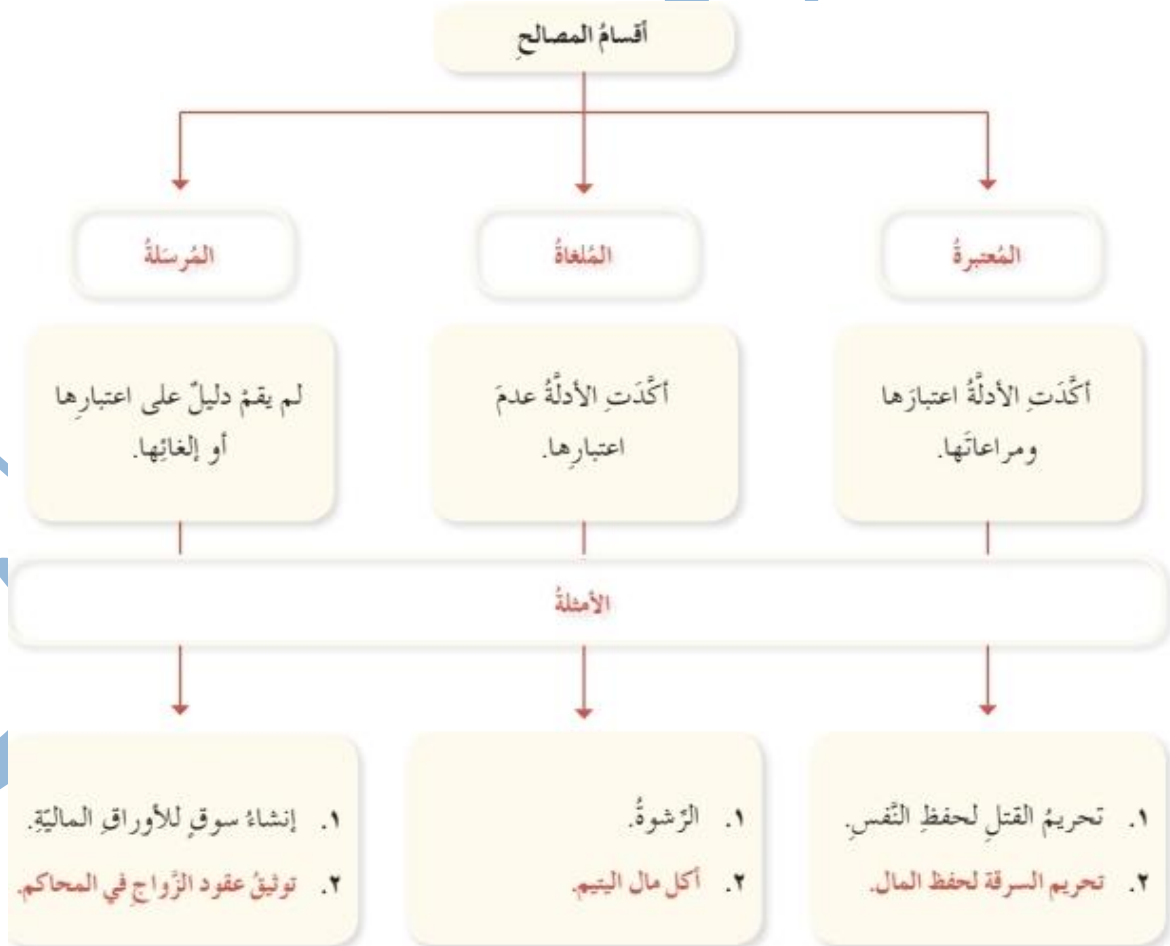 أقسامُ المصالحِ
المُعتبرةُ
المُلغاةُ
المُرسَلةُ
أكَّدَتِ الأدلَّةُ اعتبارَها
ومراعاتَها.
أكَّدَتِ الأدلَّةُ عدمَ
اعتبارِها.
لم يقمْ دليلٌ على اعتبارِها
أو إلغائِها.
الأمثلةُ
١. تحريمُ القتلِ لحفظِ النَّفسِ.
٢. تحريم السرقة لحفظ المال.
١. الرِّشوةُ.
٢. أكل مال اليتيم.
١. إنشاءُ سوقٍ للأوراقِ الماليّةِ.
٢. توثيقُ عقود الزَّواجِ في المحاكم.